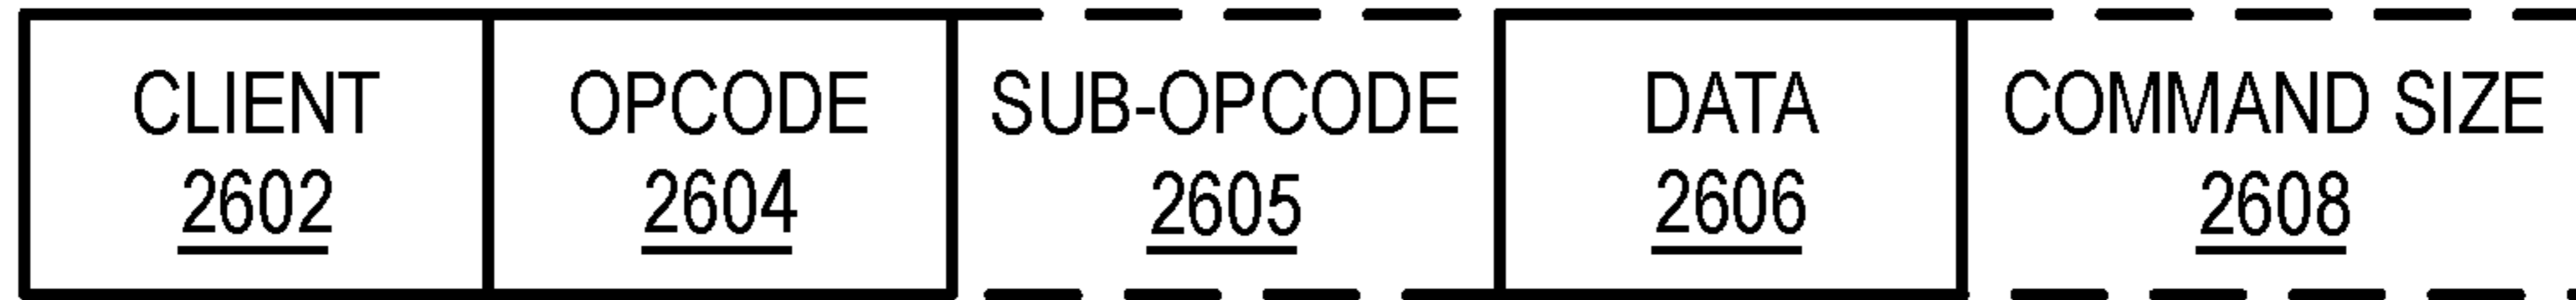 CLIENT OPCODE SUB-OPCODE DATA COMMAND SIZE
2602 2604 2605 2606 2608